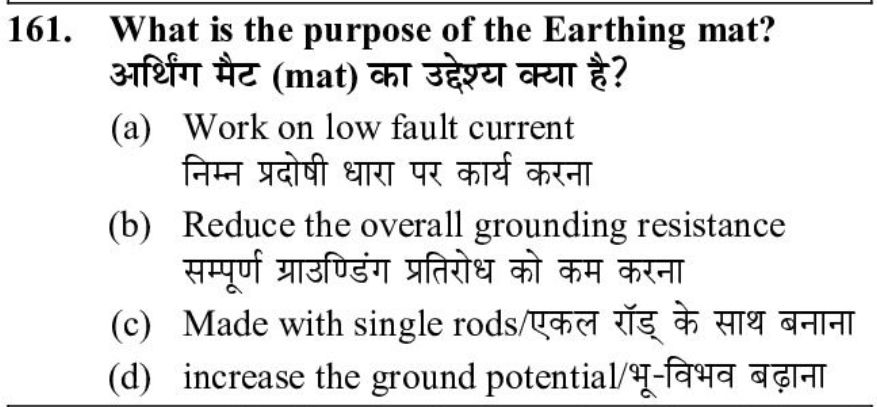 161. What is the purpose of the Earthing mat?
अर्थिंग मैट (mat) का उद्देश्य क्या है?
(a) Work on low fault current
निम्न प्रदोषी धारा पर कार्य करना
(b) Reduce the overall grounding resistance
सम्पूर्ण ग्राउण्डिंग प्रतिरोध को कम करना
(c) Made with single rods/एकल रॉड् के साथ बनाना
(d) increase the ground potential/भू-विभव बढ़ाना